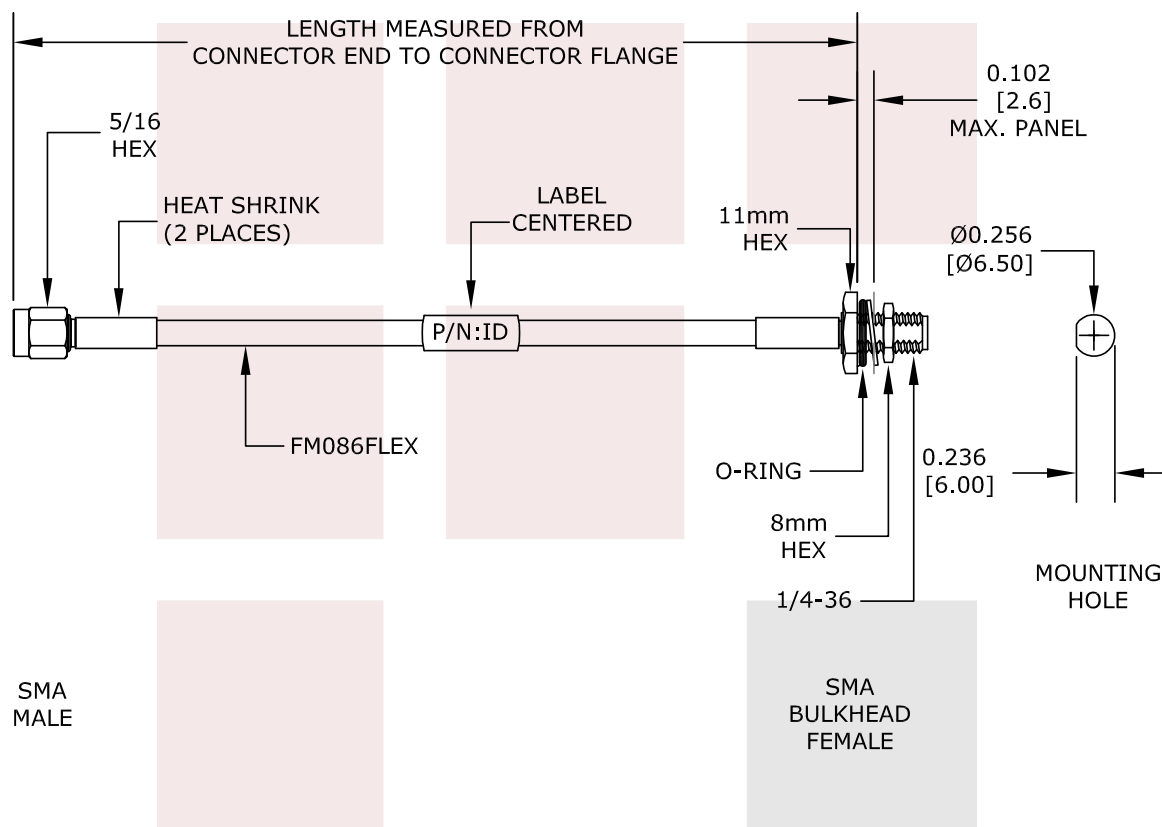 LENGTH MEASURED FROM
CONNECTOR END TO CONNECTOR FLANGE
0.102
[2.6]
MAX. PANEL
5/16
HEX
HEAT SHRINK
(2 PLACES)
LABEL
CENTERED
11mm
HEX
Ø0.256
[Ø6.50]
P/N:ID
FM086FLEX
O-RING
0.236
[6.00]
8mm
HEX
1/4-36
MOUNTING
HOLE
SMA
MALE
SMA
BULKHEAD
FEMALE